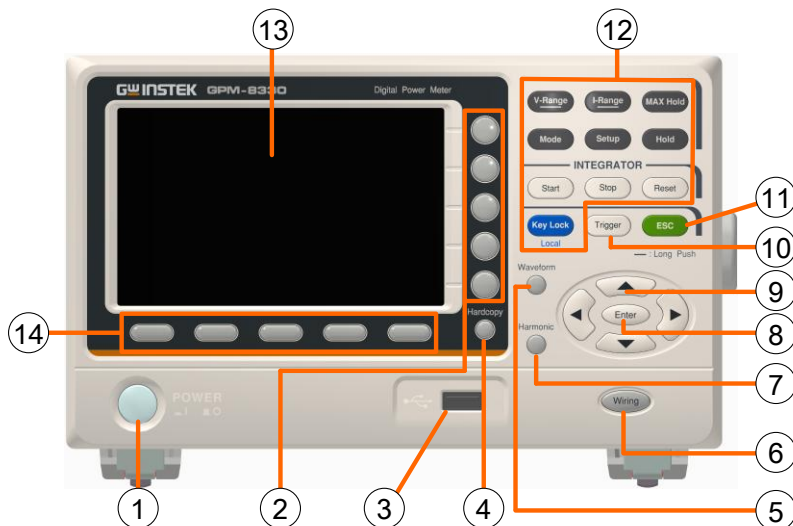 13
12
GWINSTEK GPM-8330 Digital Power Meter
V-Range I-Range MAX Hold
Mode Setup Hold
INTEGRATOR
Start Stop Reset
Key Lock Trigger ESC
Local
— : Long Push
11
10
Waveform
9
Enter
8
Hardcopy
Harmonic
14
7
POWER
I O
Wiring
6
1
2
3
4
5